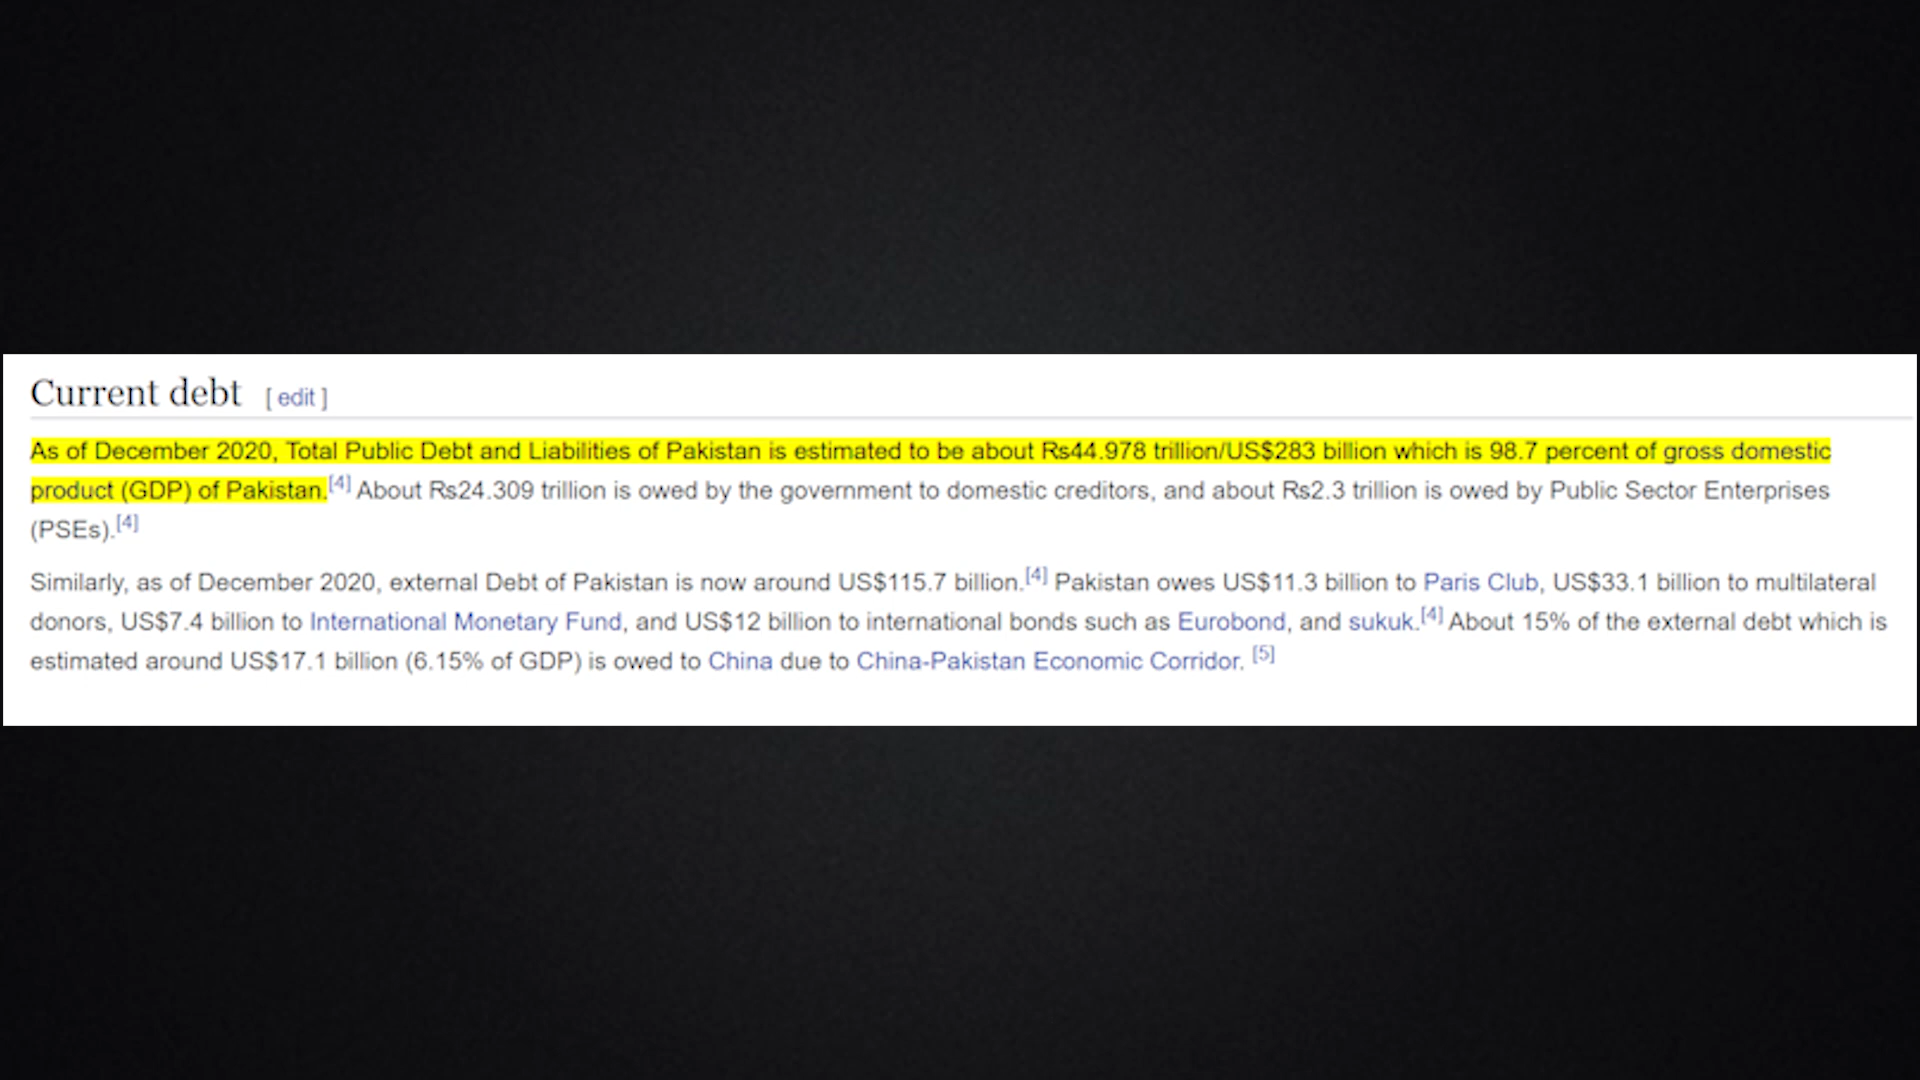 Current debt [ edit ]
As of December 2020, Total Public Debt and Liabilities of Pakistan is estimated to be about Rs44.978 trillion/US$283 billion which is 98.7 percent of gross domestic
product (GDP) of Pakistan.[4] About Rs24.309 trillion is owed by the government to domestic creditors, and about Rs2.3 trillion is owed by Public Sector Enterprises
(PSEs).[4]
Similarly, as of December 2020, external Debt of Pakistan is now around US$115.7 billion.[4] Pakistan owes US$11.3 billion to Paris Club, US$33.1 billion to multilateral
donors, US$7.4 billion to International Monetary Fund, and US$12 billion to international bonds such as Eurobond, and sukuk.[4] About 15% of the external debt which is
estimated around US$17.1 billion (6.15% of GDP) is owed to China due to China-Pakistan Economic Corridor. [5]